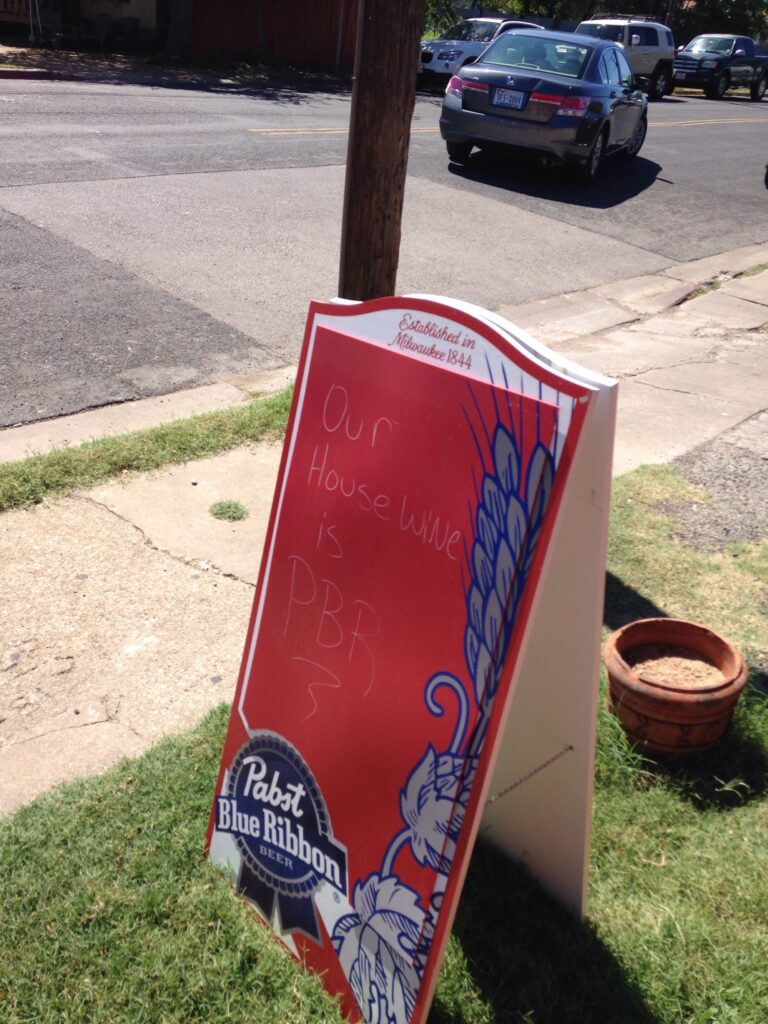 Established in
Milwaukee 1844
Our
House Wine
is
PBR
Pabst
Blue Ribbon
BEER
®